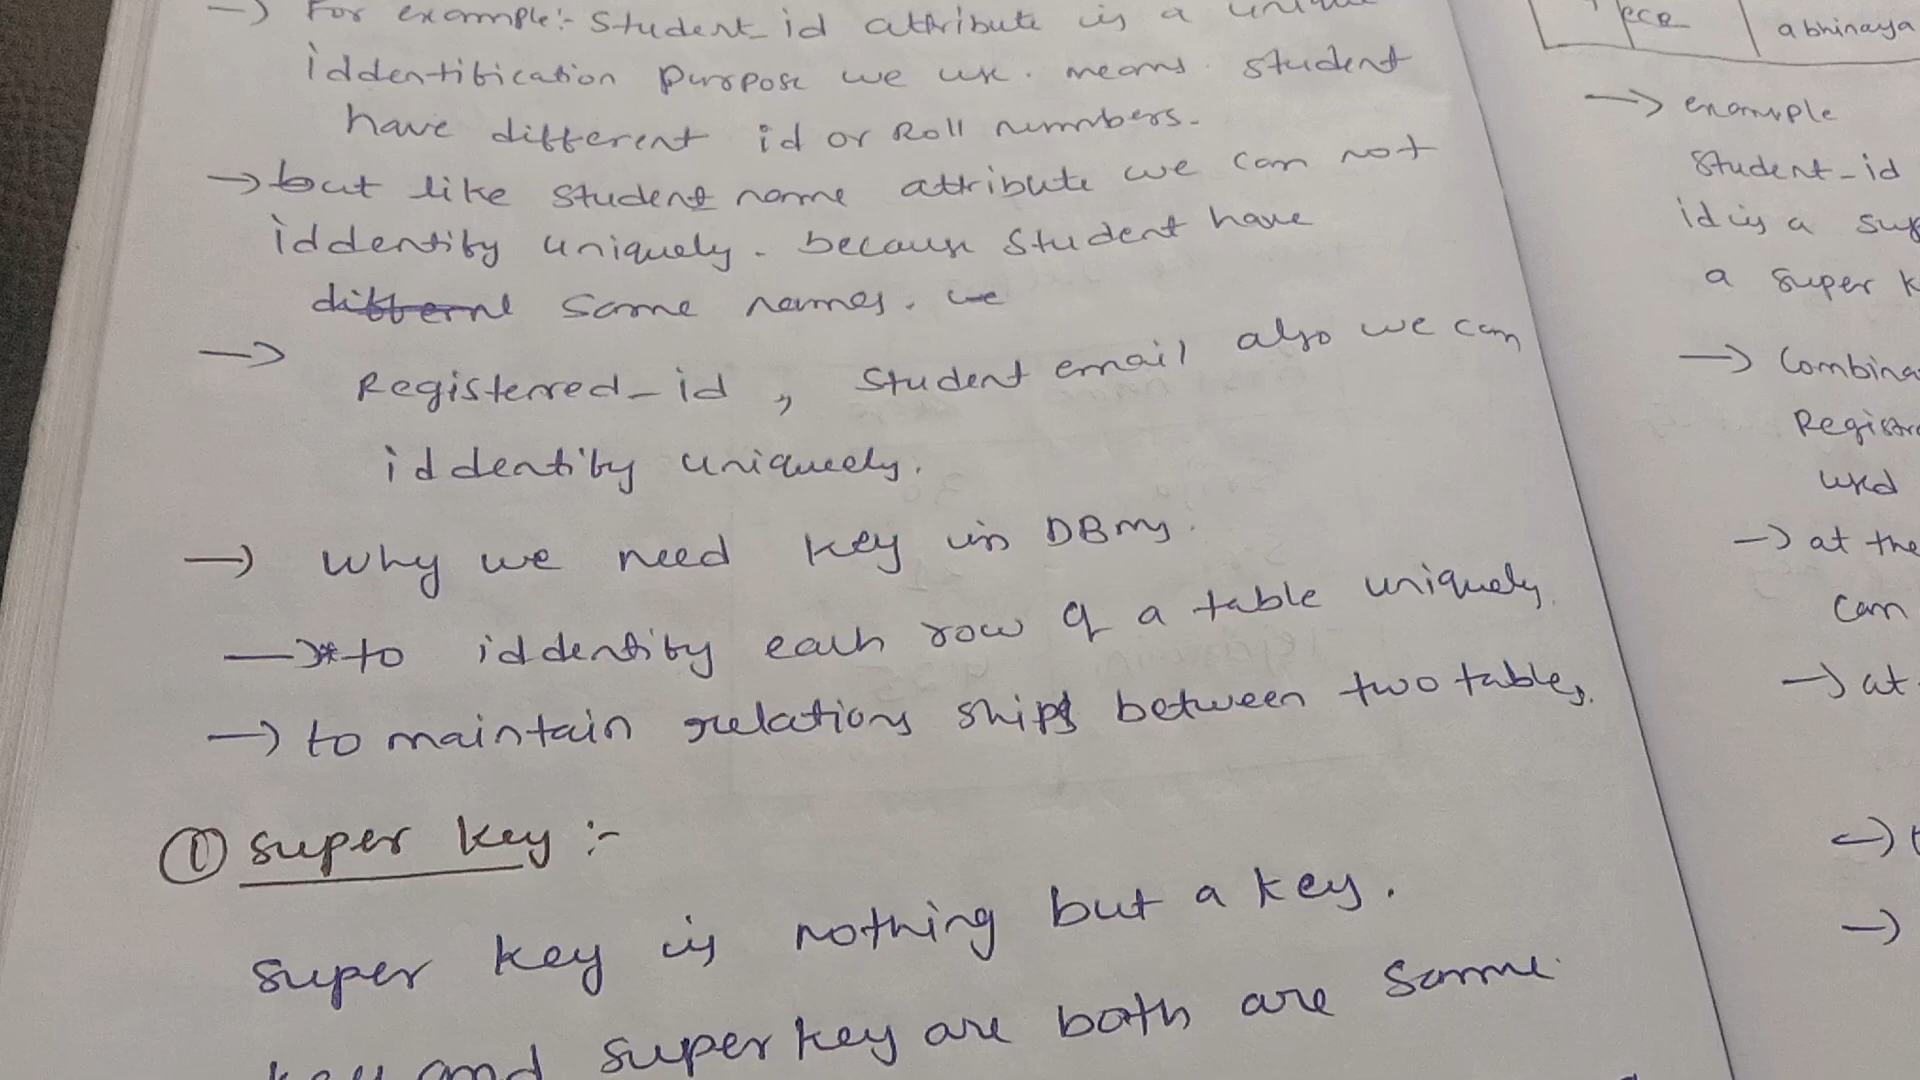 → For example:- Student_id attribute is a
iddentification purpose we use. means student
have different id or Roll numbers.
→ but like student name attribute we can not
iddentify uniquely. because student have
differne same names. we
→
Registerred_id, student email also we can
iddentify uniquely.
→ Why we need key in DBms.
→ * to iddentify each row of a table uniquely.
→ to maintain relations ships between two tables.
① super key :-
super key is nothing but a key.
key and super key are both are same.
ece abhinaya
→ example
Student_id
id is a
a super
→
→ at the
can
→ at
→
→